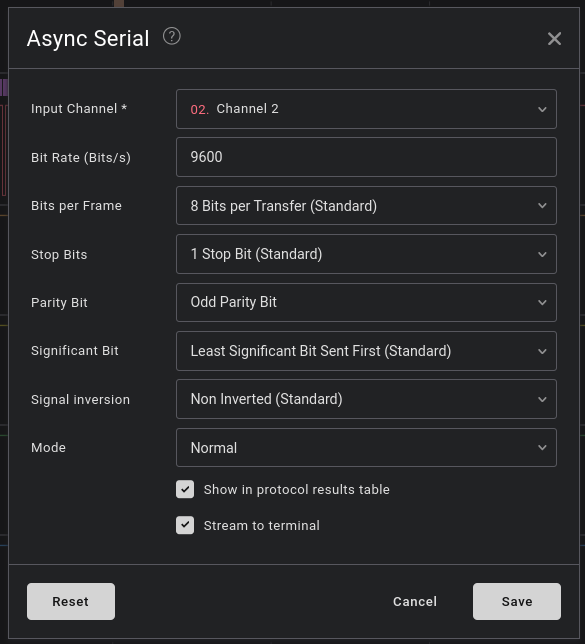 Async Serial ?
Input Channel * 02. Channel 2
Bit Rate (Bits/s) 9600
Bits per Frame 8 Bits per Transfer (Standard)
Stop Bits 1 Stop Bit (Standard)
Parity Bit Odd Parity Bit
Significant Bit Least Significant Bit Sent First (Standard)
Signal inversion Non Inverted (Standard)
Mode Normal
Show in protocol results table
Stream to terminal
Reset Cancel Save